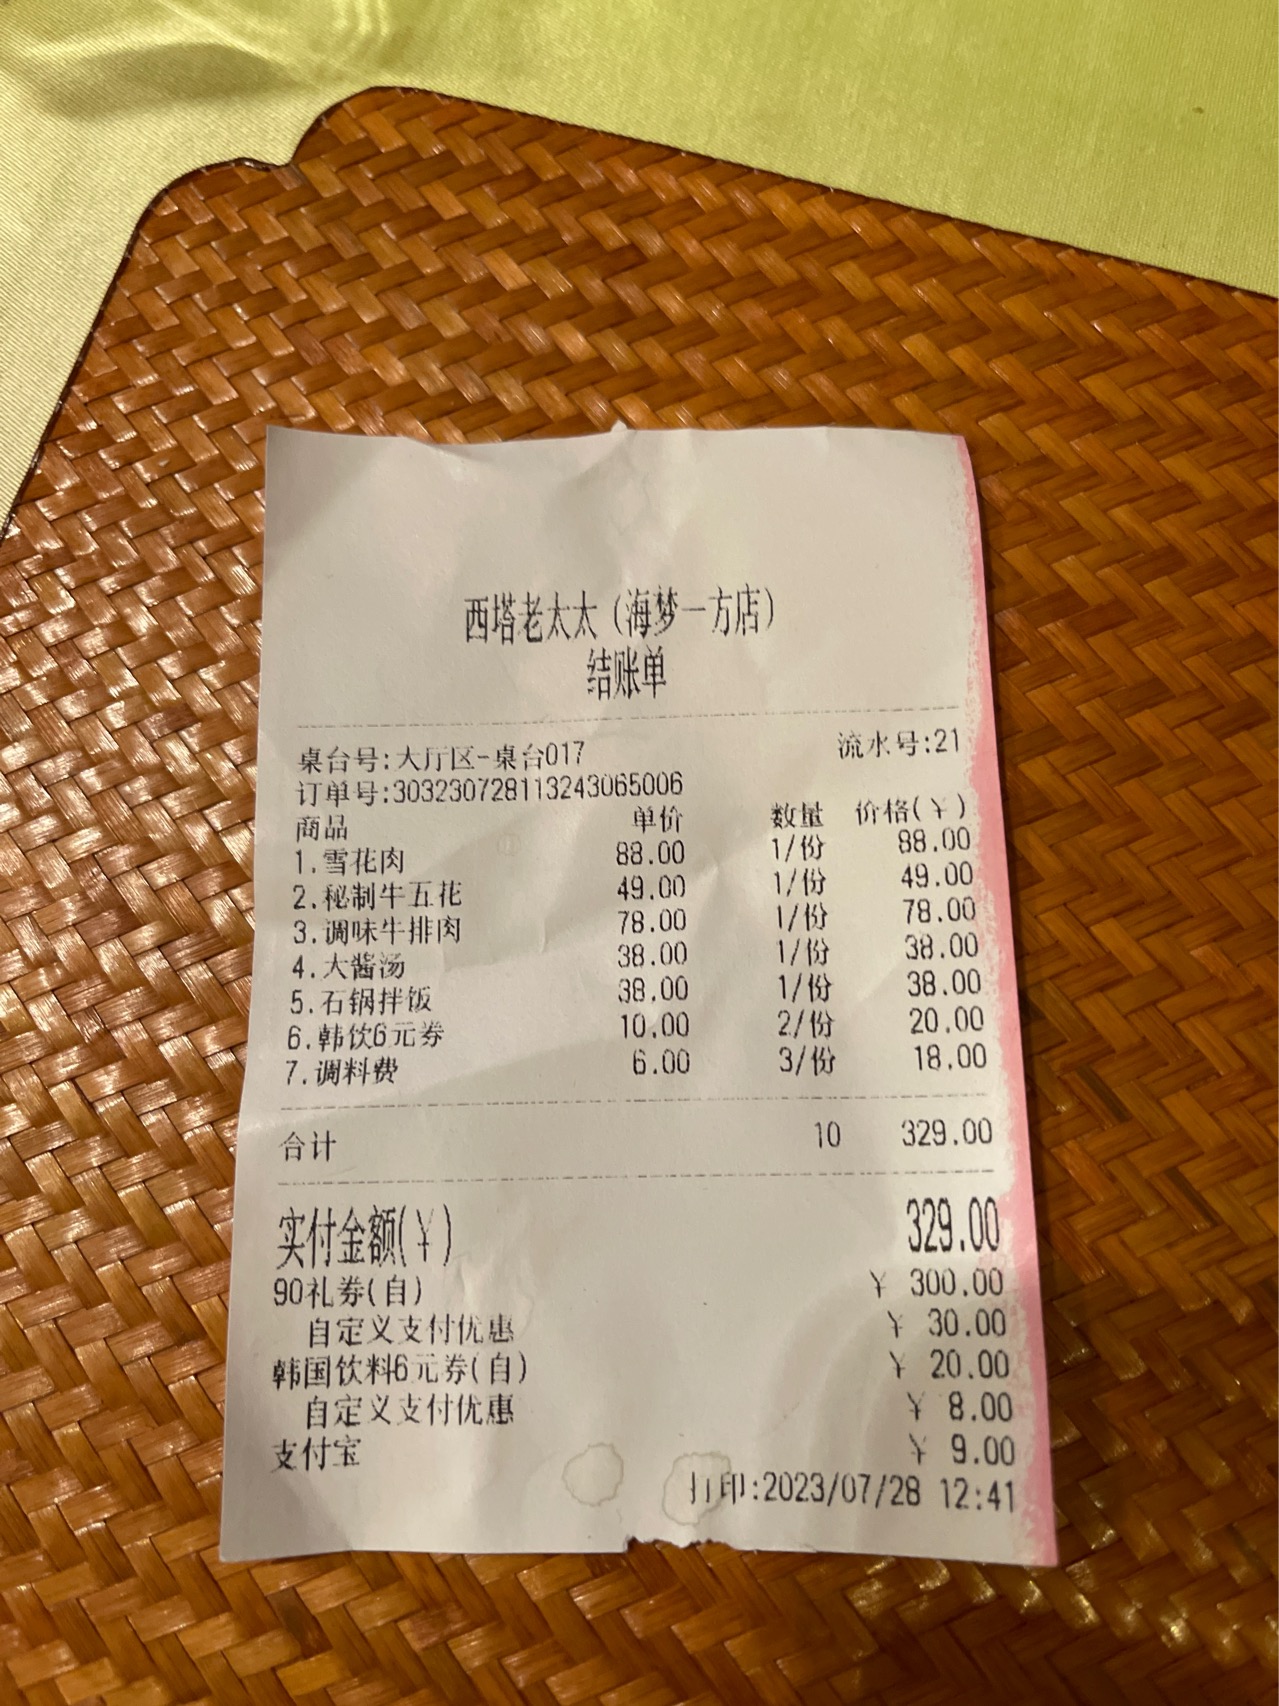 西塔老太太(海梦一方店)
结账单
桌台号:大厅区-桌台017 流水号:21
订单号:303230728113243065006
商品 单价 数量 价格(￥)
1.雪花肉 88.00 1/份 88.00
2.秘制牛五花 49.00 1/份 49.00
3.调味牛排肉 78.00 1/份 78.00
4.大酱汤 38.00 1/份 38.00
5.石锅拌饭 38.00 1/份 38.00
6.韩饮6元券 10.00 2/份 20.00
7.调料费 6.00 3/份 18.00
合计 10 329.00
实付金额(￥) 329.00
90礼券(自) ￥ 300.00
自定义支付优惠 ￥ 30.00
韩国饮料6元券(自) ￥ 20.00
自定义支付优惠 ￥ 8.00
支付宝 ￥ 9.00
打印:2023/07/28 12:41